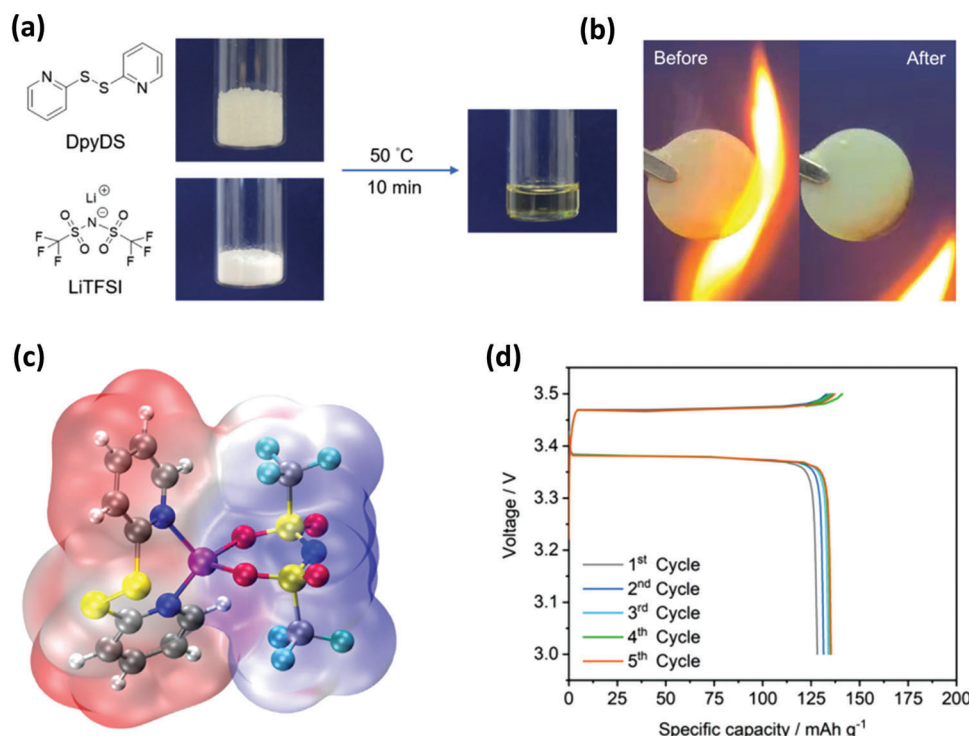 (a)
N
S
S
N
DpyDS
Li ⊕
O O
S N ⊖ S
F O O F
F F F F
LiTFSI
50 °C
10 min
(b)
Before
After
(c)
(d)
Voltage / V
3.5
3.4
3.3
3.2
3.1
3.0
1st Cycle
2nd Cycle
3rd Cycle
4th Cycle
5th Cycle
0 25 50 75 100 125 150 175 200
Specific capacity / mAh g⁻¹